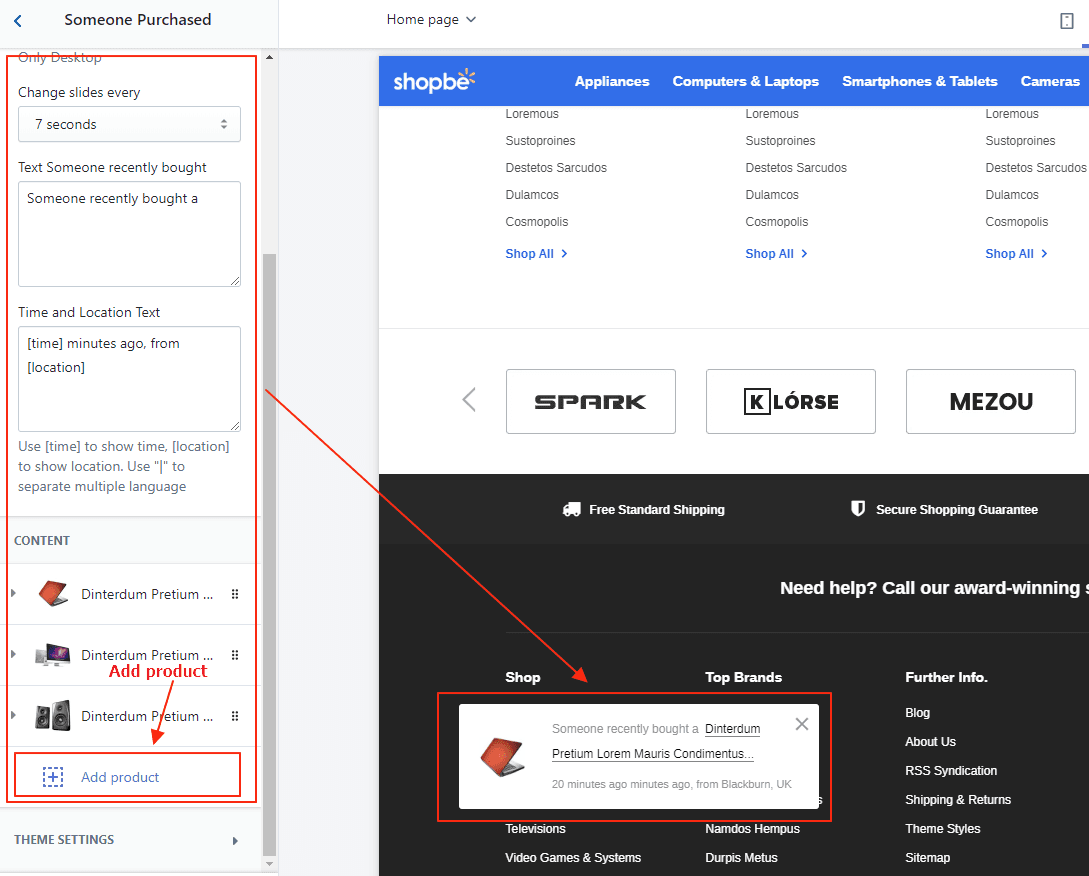 Someone Purchased
Only Desktop
Change slides every
7 seconds
Text Someone recently bought
Someone recently bought a
Time and Location Text
[time] minutes ago, from
[location]
Use [time] to show time, [location]
to show location. Use "|" to
separate multiple language
CONTENT
Dinterdum Pretium ...
Dinterdum Pretium ...
Add product
Dinterdum Pretium ...
Add product
THEME SETTINGS
Home page
shopbe
Appliances Computers & Laptops Smartphones & Tablets Cameras
Loremous Loremous Loremous
Sustoproines Sustoproines Sustoproines
Destetos Sarcudos Destetos Sarcudos Destetos Sarcudos
Dulamcos Dulamcos Dulamcos
Cosmopolis Cosmopolis Cosmopolis
Shop All Shop All Shop All
SPARK KLÓRSE MEZOU
Free Standard Shipping Secure Shopping Guarantee
Need help? Call our award-winning
Shop Top Brands Further Info.
Someone recently bought a Dinterdum
Pretium Lorem Mauris Condimentus...
20 minutes ago minutes ago, from Blackburn, UK
Blog
About Us
RSS Syndication
Shipping & Returns
Televisions Namdos Hempus Theme Styles
Video Games & Systems Durpis Metus Sitemap